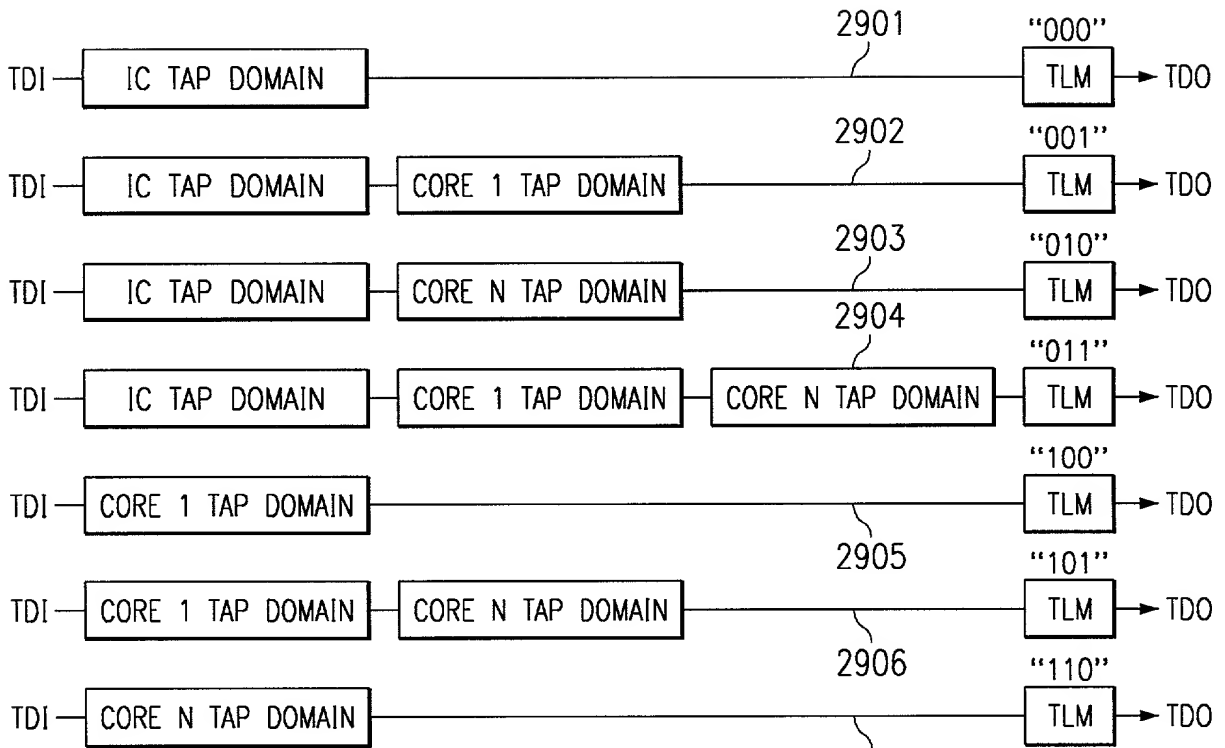 2901 “000”
TDI IC TAP DOMAIN TLM TDO
2902 “001”
TDI IC TAP DOMAIN CORE 1 TAP DOMAIN TLM TDO
2903 “010”
TDI IC TAP DOMAIN CORE N TAP DOMAIN TLM TDO
2904 “011”
TDI IC TAP DOMAIN CORE 1 TAP DOMAIN CORE N TAP DOMAIN TLM TDO
“100”
TDI CORE 1 TAP DOMAIN TLM TDO
2905 “101”
TDI CORE 1 TAP DOMAIN CORE N TAP DOMAIN TLM TDO
2906 “110”
TDI CORE N TAP DOMAIN TLM TDO